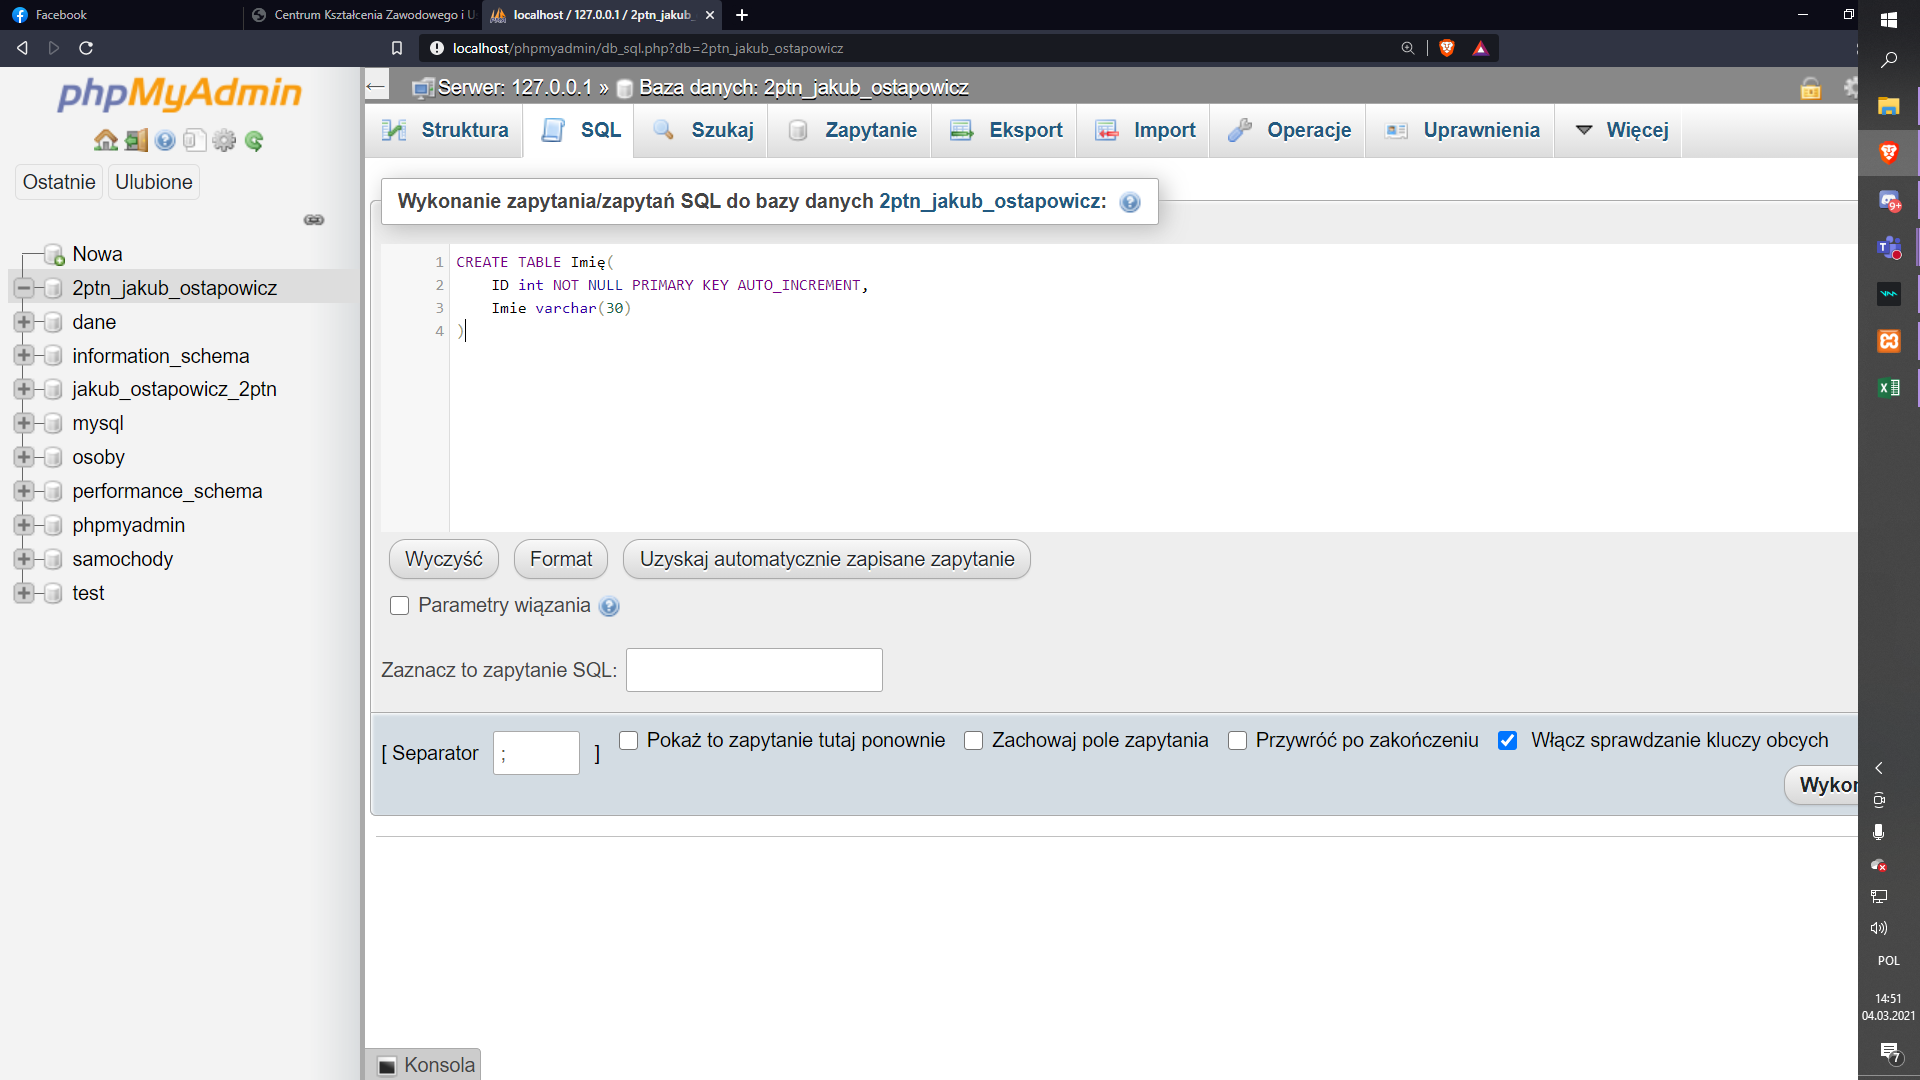 Facebook
Centrum Kształcenia Zawodowego i U
localhost / 127.0.0.1 / 2ptn_jakub_
localhost/phpmyadmin/db_sql.php?db=2ptn_jakub_ostapowicz
phpMyAdmin
Ostatnie
Ulubione
Nowa
2ptn_jakub_ostapowicz
dane
information_schema
jakub_ostapowicz_2ptn
mysql
osoby
performance_schema
phpmyadmin
samochody
test
Serwer: 127.0.0.1 » Baza danych: 2ptn_jakub_ostapowicz
Struktura
SQL
Szukaj
Zapytanie
Eksport
Import
Operacje
Uprawnienia
Więcej
Wykonanie zapytania/zapytań SQL do bazy danych 2ptn_jakub_ostapowicz:
1 CREATE TABLE Imię(
2 ID int NOT NULL PRIMARY KEY AUTO_INCREMENT,
3 Imie varchar(30)
4 )
Wyczyść
Format
Uzyskaj automatycznie zapisane zapytanie
Parametry wiązania
Zaznacz to zapytanie SQL:
[ Separator ; ]
Pokaż to zapytanie tutaj ponownie
Zachowaj pole zapytania
Przywróć po zakończeniu
Włącz sprawdzanie kluczy obcych
Wykon
Konsola
9+
POL
14:51
04.03.2021
7